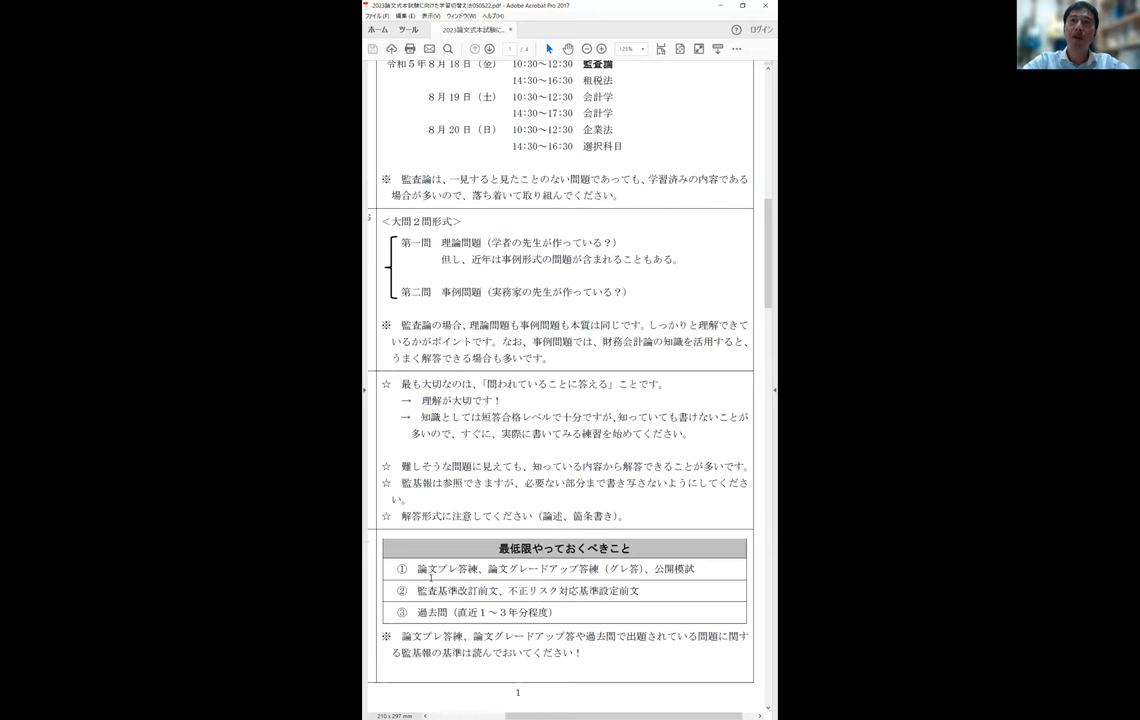 2023論文式本試験に向けた学習切替え法050522.pdf - Adobe Acrobat Pro 2017
ファイル(F) 編集(E) 表示(V) ウィンドウ(W) ヘルプ(H)
ホーム ツール 2023論文式本試験に... × ログイン
1 / 4 125%
令和5年8月18日(金) 10:30～12:30 監査論
14:30～16:30 租税法
8月19日(土) 10:30～12:30 会計学
14:30～17:30 会計学
8月20日(日) 10:30～12:30 企業法
14:30～16:30 選択科目
※ 監査論は、一見すると見たことのない問題であっても、学習済みの内容である
場合が多いので、落ち着いて取り組んでください。
＜大問2問形式＞
第一問 理論問題(学者の先生が作っている？)
但し、近年は事例形式の問題が含まれることもある。
第二問 事例問題(実務家の先生が作っている？)
※ 監査論の場合、理論問題も事例問題も本質は同じです。しっかりと理解できて
いるかがポイントです。なお、事例問題では、財務会計論の知識を活用すると、
うまく解答できる場合も多いです。
☆ 最も大切なのは、「問われていることに答える」ことです。
→ 理解が大切です！
→ 知識としては短答合格レベルで十分ですが、知っていても書けないことが
多いので、すぐに、実際に書いてみる練習を始めてください。
☆ 難しそうな問題に見えても、知っている内容から解答できることが多いです。
☆ 監基報は参照できますが、必要ない部分まで書き写さないようにしてくださ
い。
☆ 解答形式に注意してください(論述、箇条書き)。
最低限やっておくべきこと
① 論文プレ答練、論文グレードアップ答練(グレ答)、公開模試
② 監査基準改訂前文、不正リスク対応基準設定前文
③ 過去問(直近1～3年分程度)
※ 論文プレ答練、論文グレードアップ答や過去問で出題されている問題に関す
る監基報の基準は読んでおいてください！
1
210 x 297 mm